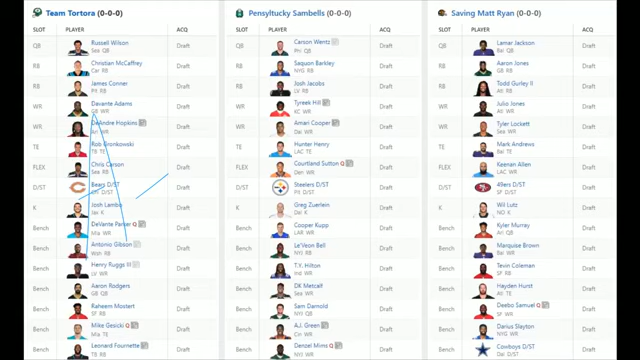 Team Tortora (0-0-0)
SLOT PLAYER ACQ
QB Russell Wilson Draft
Sea QB
RB Christian McCaffrey Draft
Car RB
RB James Conner Draft
Pit RB
WR Davante Adams Draft
GB WR
WR DeAndre Hopkins Draft
Ari WR
TE Rob Gronkowski Draft
TB TE
FLEX Chris Carson Draft
Sea RB
D/ST Bears D/ST Draft
Chi D/ST
K Josh Lambo Draft
Jax K
Bench DeVante Parker Q Draft
Mia WR
Bench Antonio Gibson Draft
Wsh RB
Bench Henry Ruggs III Draft
LV WR
Bench Aaron Rodgers Draft
GB QB
Bench Raheem Mostert Draft
SF RB
Bench Mike Gesicki Q Draft
Mia TE
Bench Leonard Fournette Draft
TB RB
Pensyltucky Sambells (0-0-0)
SLOT PLAYER ACQ
QB Carson Wentz Draft
Phi QB
RB Saquon Barkley Draft
NYG RB
RB Josh Jacobs Draft
LV RB
WR Tyreek Hill Draft
KC WR
WR Amari Cooper Draft
Dal WR
TE Hunter Henry Draft
LAC TE
FLEX Courtland Sutton Q Draft
Den WR
D/ST Steelers D/ST Draft
Pit D/ST
K Greg Zuerlein Draft
Dal K
Bench Cooper Kupp Draft
LAR WR
Bench Le'Veon Bell Draft
NYJ RB
Bench T.Y. Hilton Draft
Ind WR
Bench DK Metcalf Draft
Sea WR
Bench Sam Darnold Draft
NYJ QB
Bench A.J. Green Draft
Cin WR
Bench Denzel Mims Q Draft
NYJ WR
Saving Matt Ryan (0-0-0)
SLOT PLAYER ACQ
QB Lamar Jackson Draft
Bal QB
RB Aaron Jones Draft
GB RB
RB Todd Gurley II Draft
Atl RB
WR Julio Jones Draft
Atl WR
WR Tyler Lockett Draft
Sea WR
TE Mark Andrews Draft
Bal TE
FLEX Keenan Allen Draft
LAC WR
D/ST 49ers D/ST Draft
SF D/ST
K Wil Lutz Draft
NO K
Bench Kyler Murray Draft
Ari QB
Bench Marquise Brown Draft
Bal WR
Bench Tevin Coleman Draft
SF RB
Bench Hayden Hurst Draft
Atl TE
Bench Deebo Samuel Q Draft
SF WR
Bench Darius Slayton Draft
NYG WR
Bench Cowboys D/ST Draft
Dal D/ST